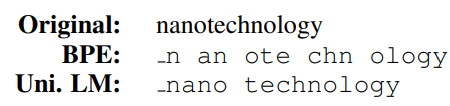 Original: nanotechnology
BPE: _n an ote chn ology
Uni. LM: _nano technology